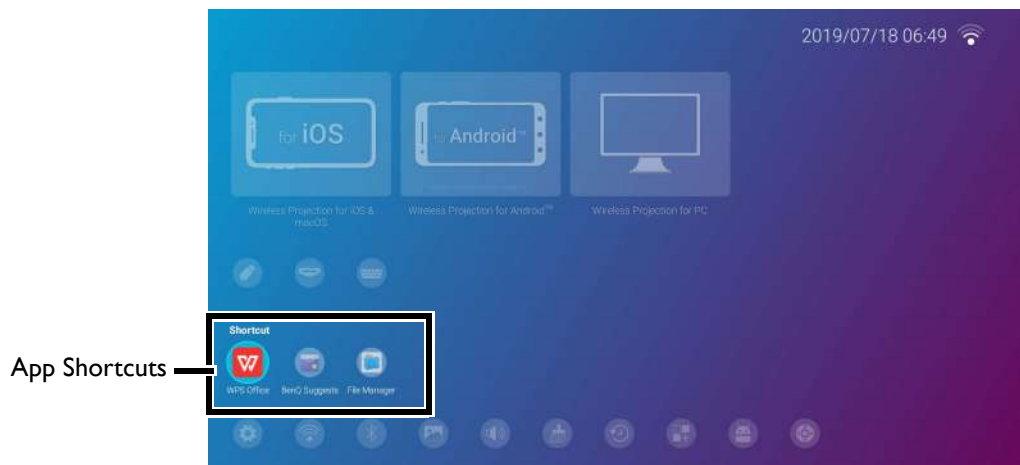 2019/07/18 06:49
for iOS
for Android™
Wireless Projection for iOS &
macOS
Wireless Projection for Android™
Wireless Projection for PC
App Shortcuts
Shortcut
WPS Office
BenQ Suggests
File Manager